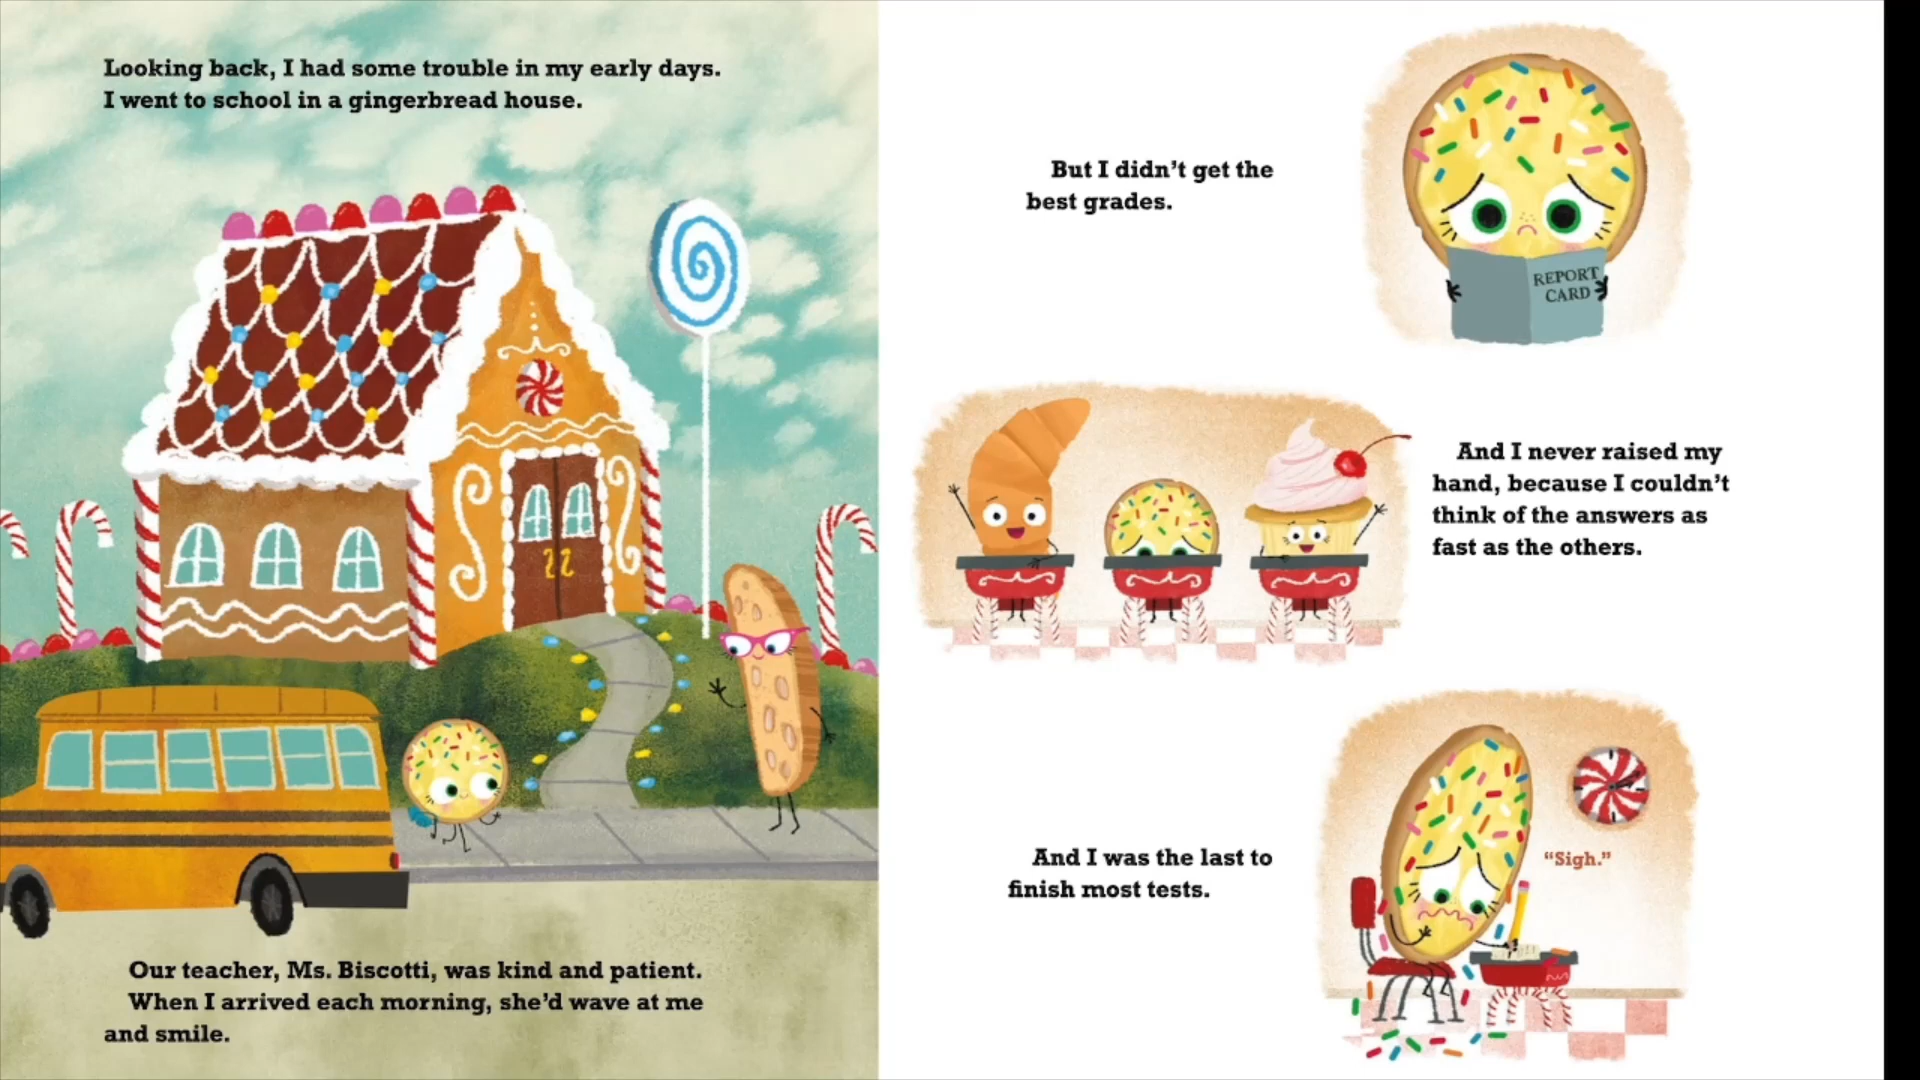 Looking back, I had some trouble in my early days.
I went to school in a gingerbread house.
22
Our teacher, Ms. Biscotti, was kind and patient.
When I arrived each morning, she’d wave at me
and smile.
But I didn’t get the
best grades.
REPORT
CARD
And I never raised my
hand, because I couldn’t
think of the answers as
fast as the others.
And I was the last to
finish most tests.
“Sigh.”